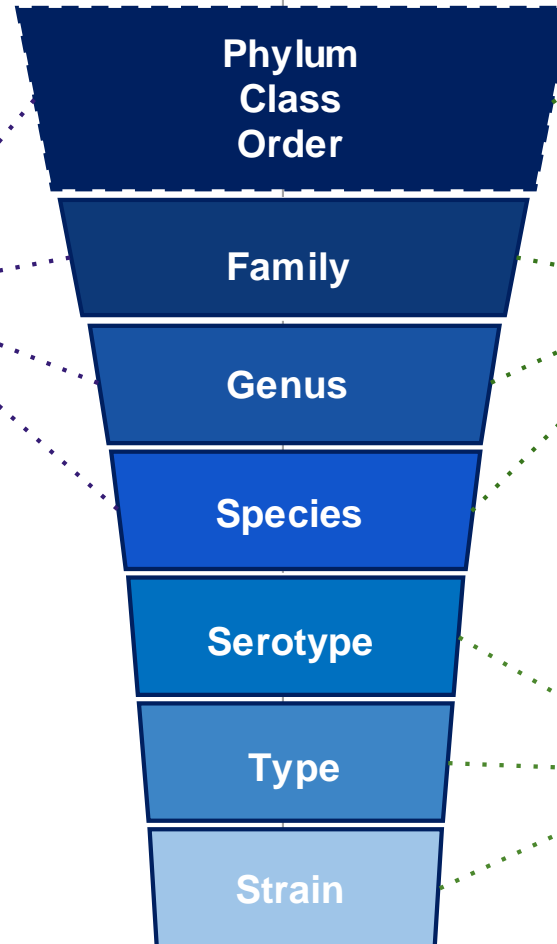 Phylum
Class
Order
Family
Genus
Species
Serotype
Type
Strain